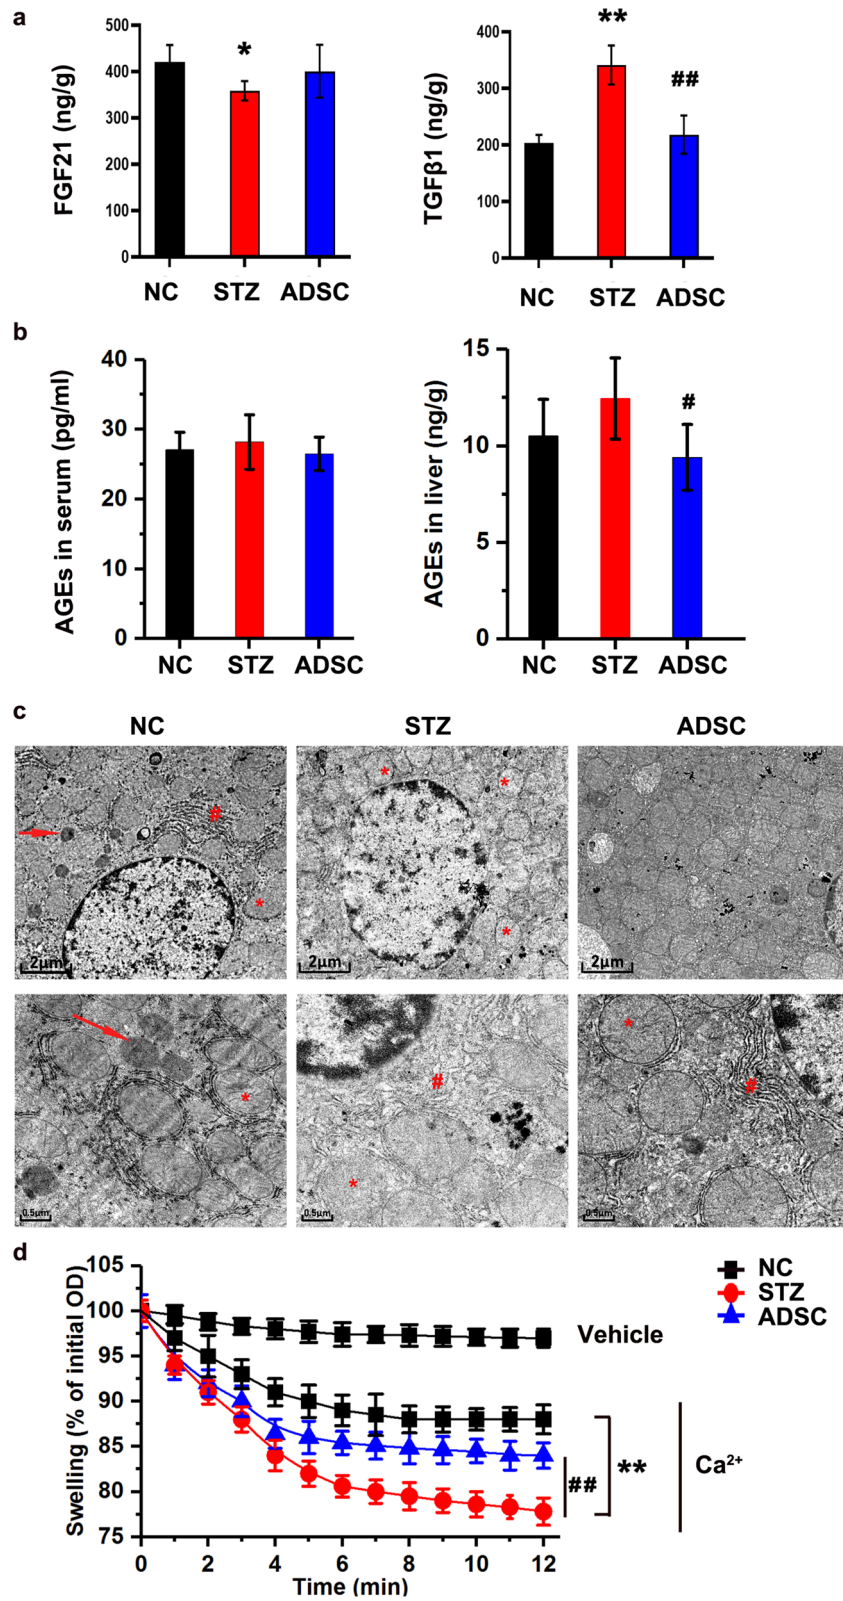 a
500
400
300
200
100
0
FGF21 (ng/g)
*
NC STZ ADSC
400
300
200
100
0
TGFβ1 (ng/g)
**
##
NC STZ ADSC
b
40
30
20
10
0
AGEs in serum (pg/ml)
NC STZ ADSC
15
10
5
0
AGEs in liver (ng/g)
#
NC STZ ADSC
c
NC STZ ADSC
#
*
2μm
*
*
*
2μm
2μm
*
0.5μm
#
*
0.5μm
*
#
0.5μm
d
105
100
95
90
85
80
75
Swelling (% of initial OD)
0 2 4 6 8 10 12
Time (min)
NC
STZ
ADSC
Vehicle
##
**
Ca²⁺